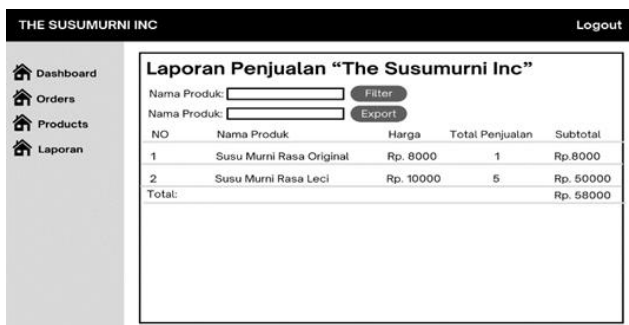 THE SUSUMURNI INC Logout
Dashboard
Orders
Products
Laporan
Laporan Penjualan “The Susumurni Inc”
Nama Produk: Filter
Nama Produk: Export
NO Nama Produk Harga Total Penjualan Subtotal
1 Susu Murni Rasa Original Rp. 8000 1 Rp.8000
2 Susu Murni Rasa Leci Rp. 10000 5 Rp. 50000
Total: Rp. 58000